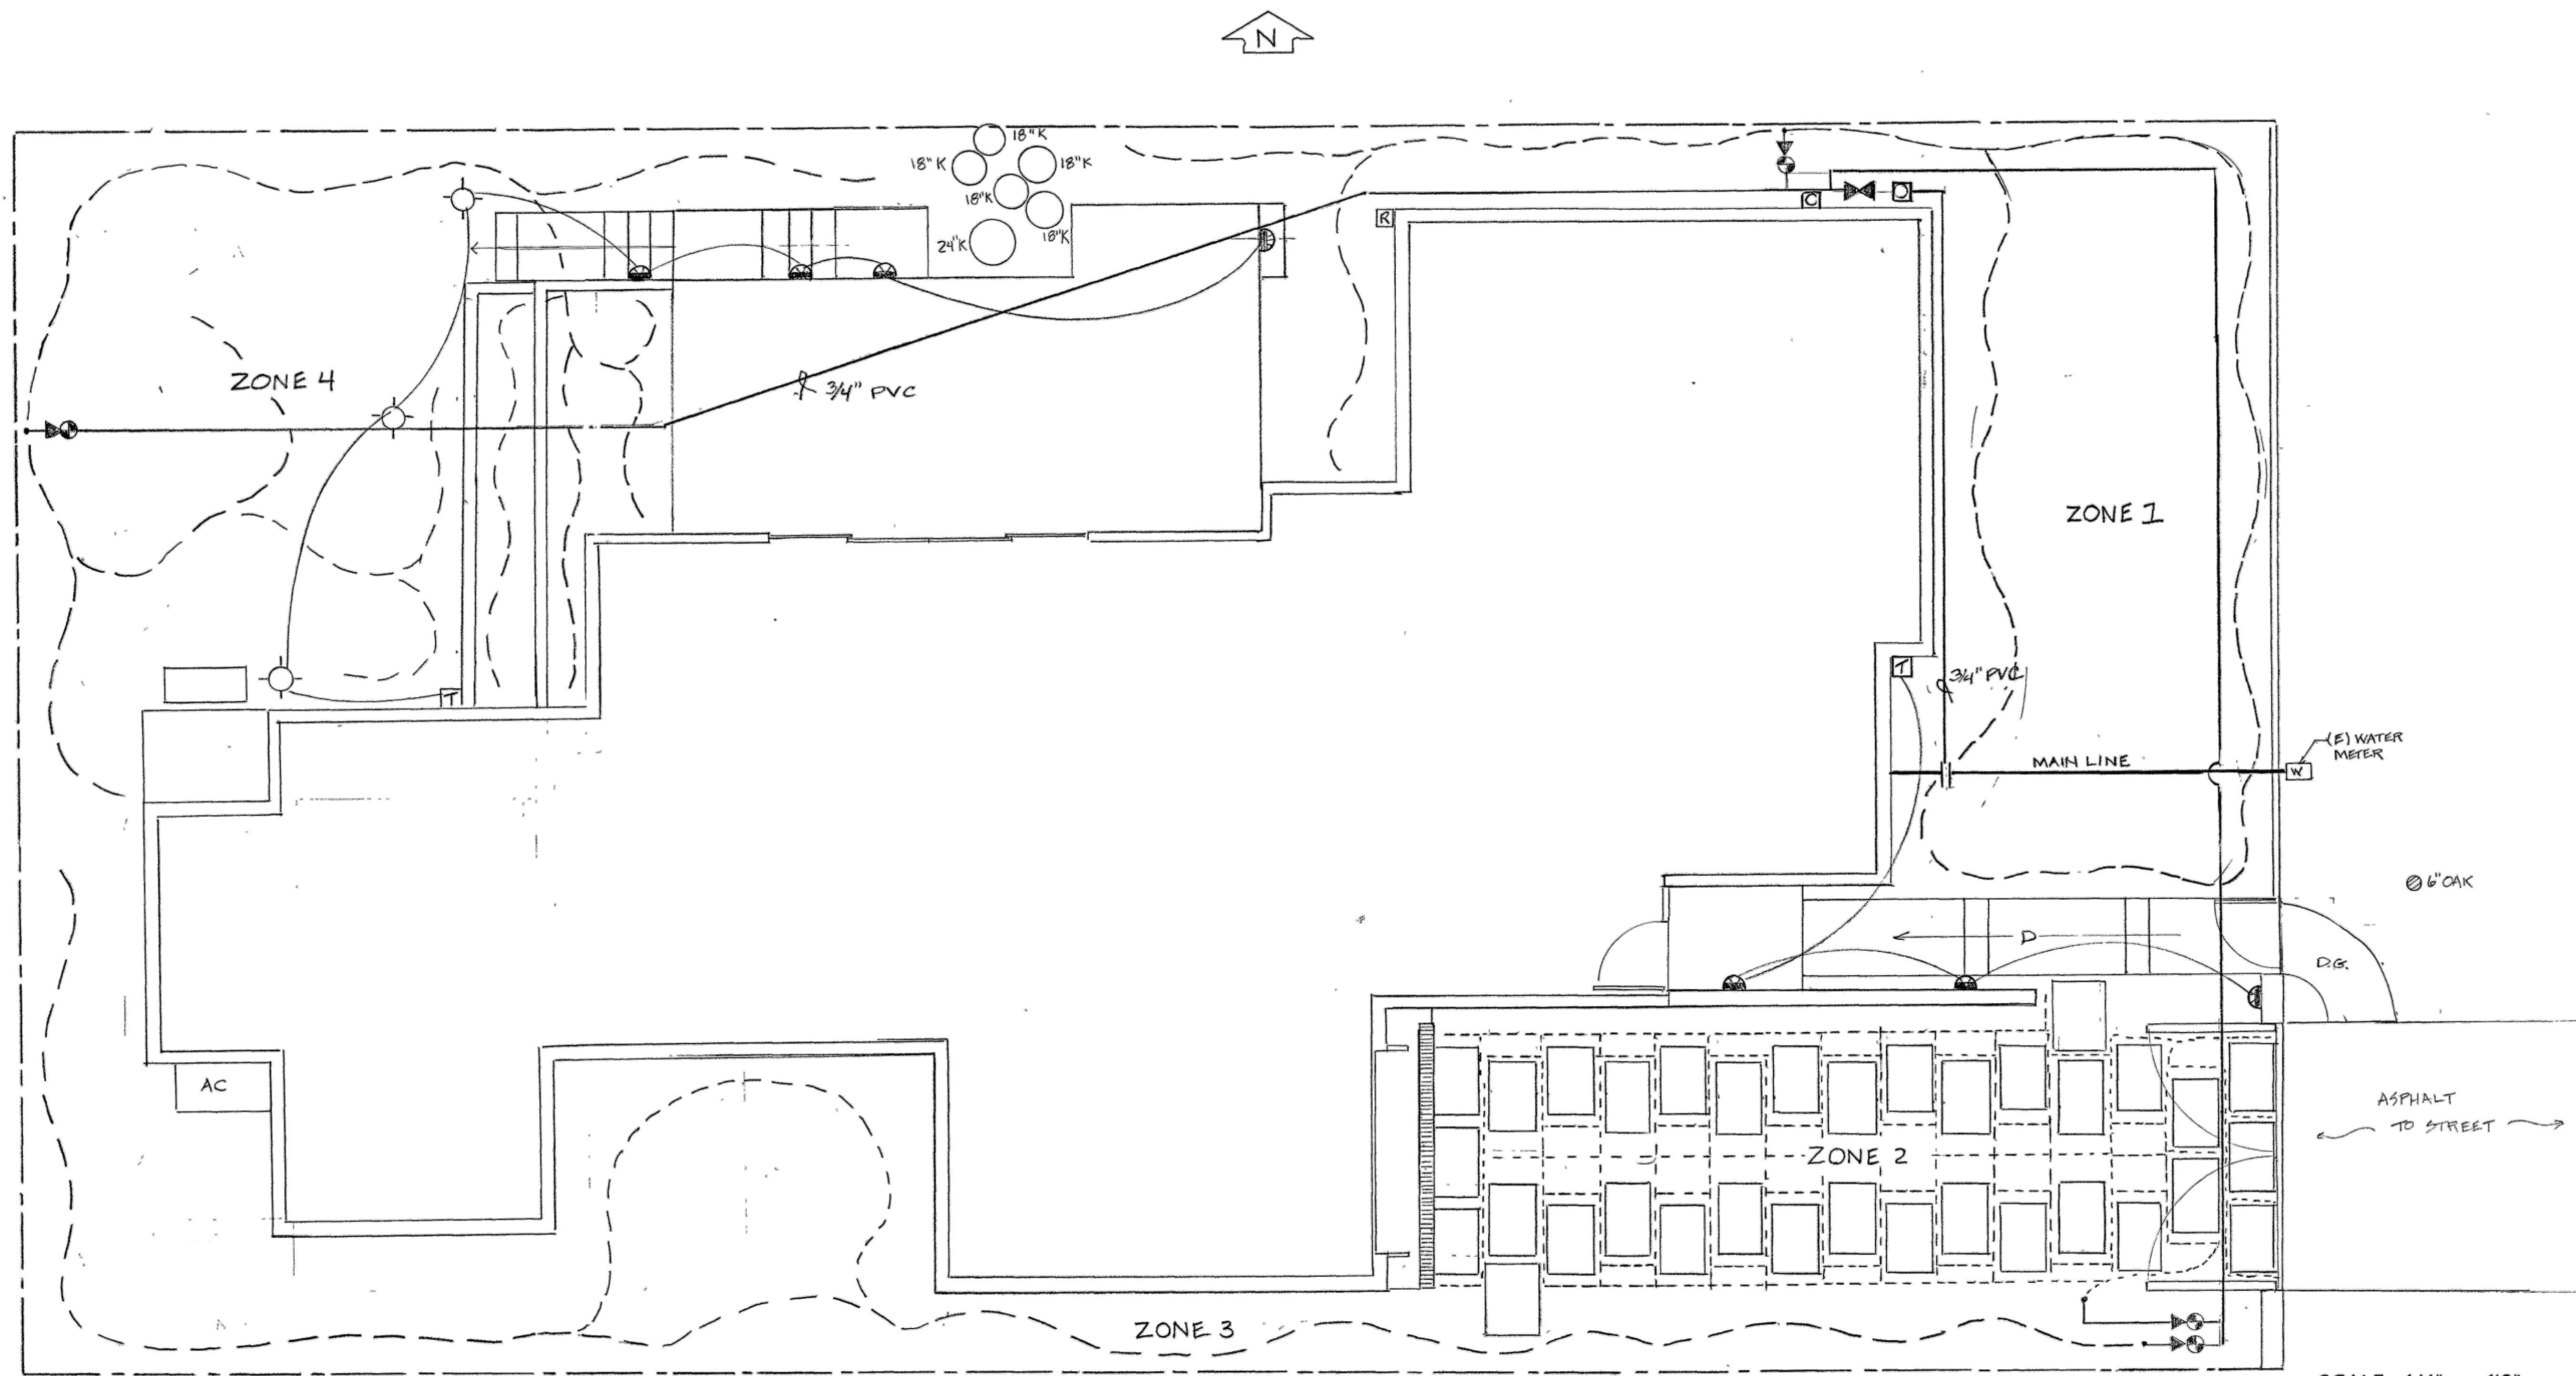 N
18"K
18"K
18"K
18"K
18"K
24"K
R
C
ZONE 4
3/4" PVC
ZONE 1
T
T
3/4" PVC
MAIN LINE
(E) WATER
METER
W
6" OAK
D
D.G.
AC
ASPHALT
TO STREET
ZONE 2
ZONE 3